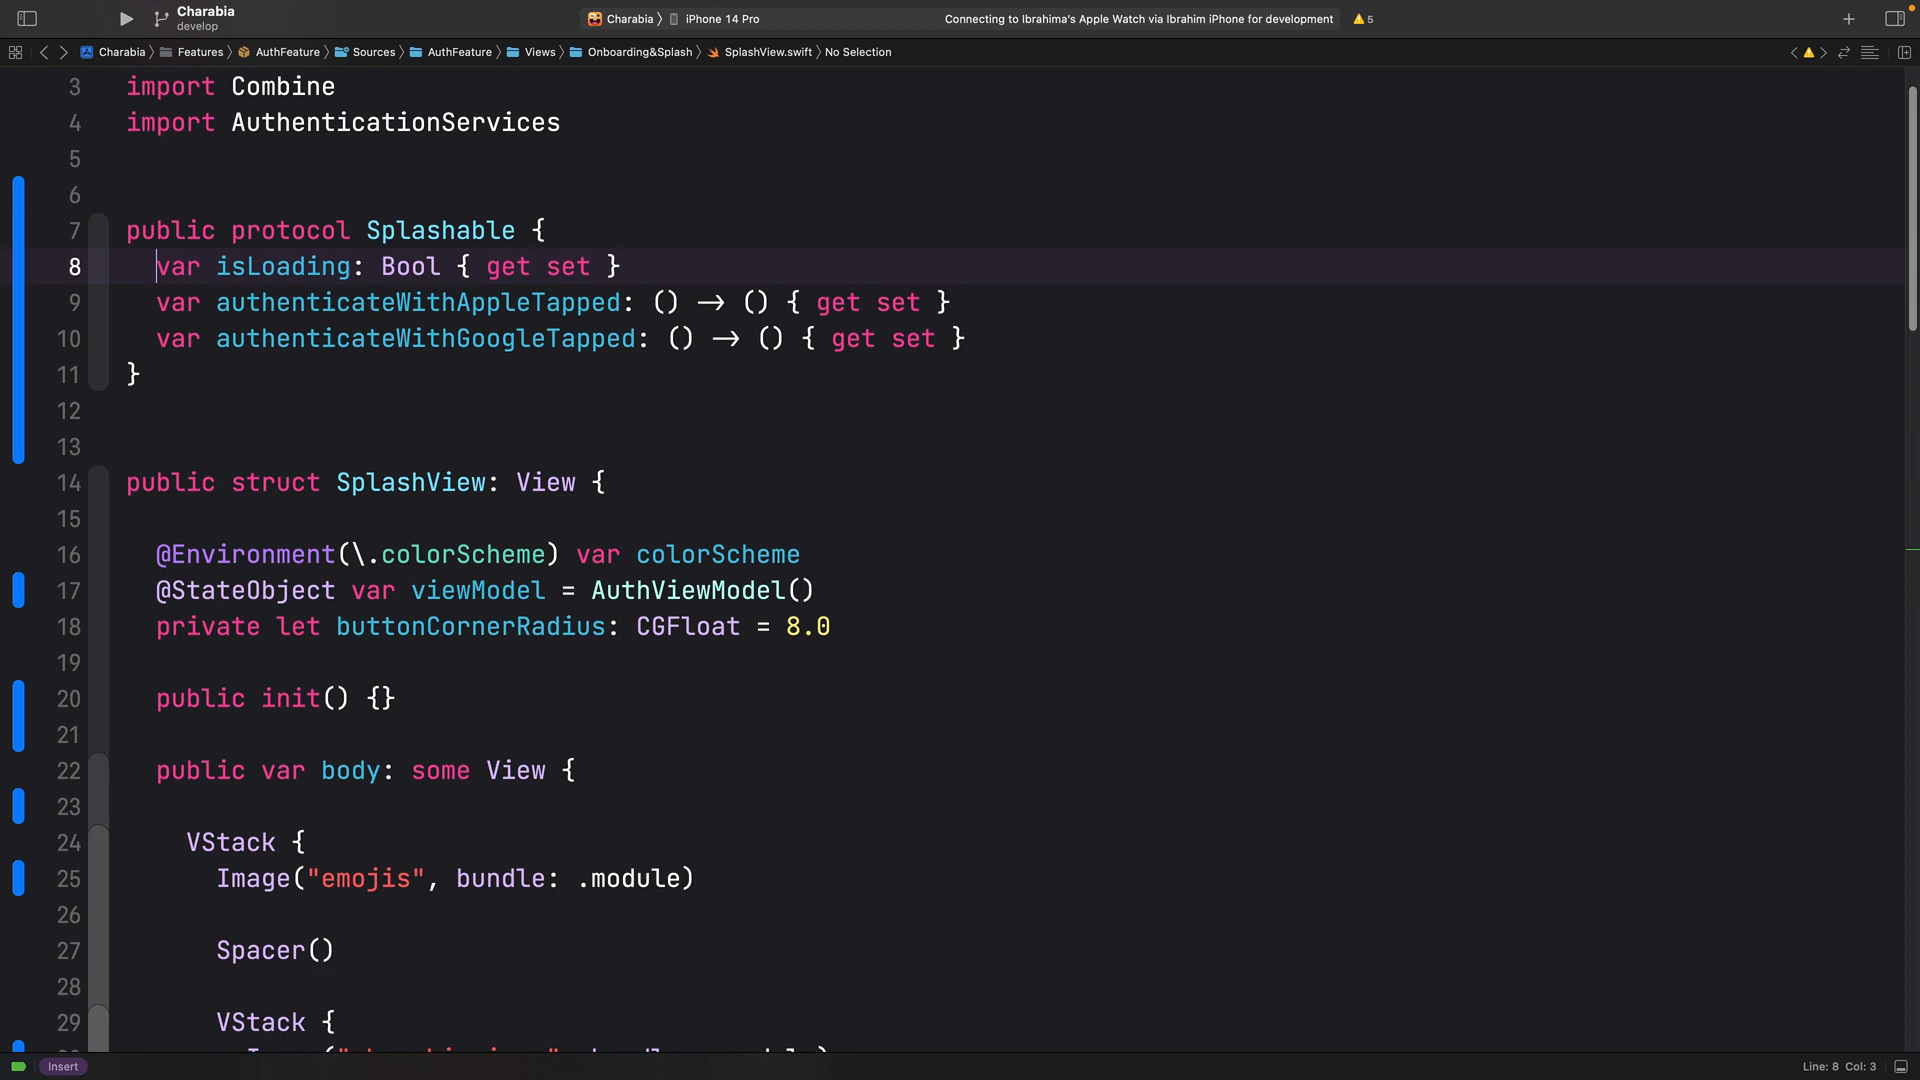 Charabia
develop
Charabia 〉 iPhone 14 Pro
Connecting to Ibrahima's Apple Watch via Ibrahim iPhone for development
5
Charabia 〉 Features 〉 AuthFeature 〉 Sources 〉 AuthFeature 〉 Views 〉 Onboarding&Splash 〉 SplashView.swift 〉 No Selection
3 import Combine
4 import AuthenticationServices
5
6
7 public protocol Splashable {
8   var isLoading: Bool { get set }
9   var authenticateWithAppleTapped: () -> () { get set }
10   var authenticateWithGoogleTapped: () -> () { get set }
11 }
12
13
14 public struct SplashView: View {
15
16   @Environment(\.colorScheme) var colorScheme
17   @StateObject var viewModel = AuthViewModel()
18   private let buttonCornerRadius: CGFloat = 8.0
19
20   public init() {}
21
22   public var body: some View {
23
24     VStack {
25       Image("emojis", bundle: .module)
26
27       Spacer()
28
29       VStack {
Insert
Line: 8 Col: 3